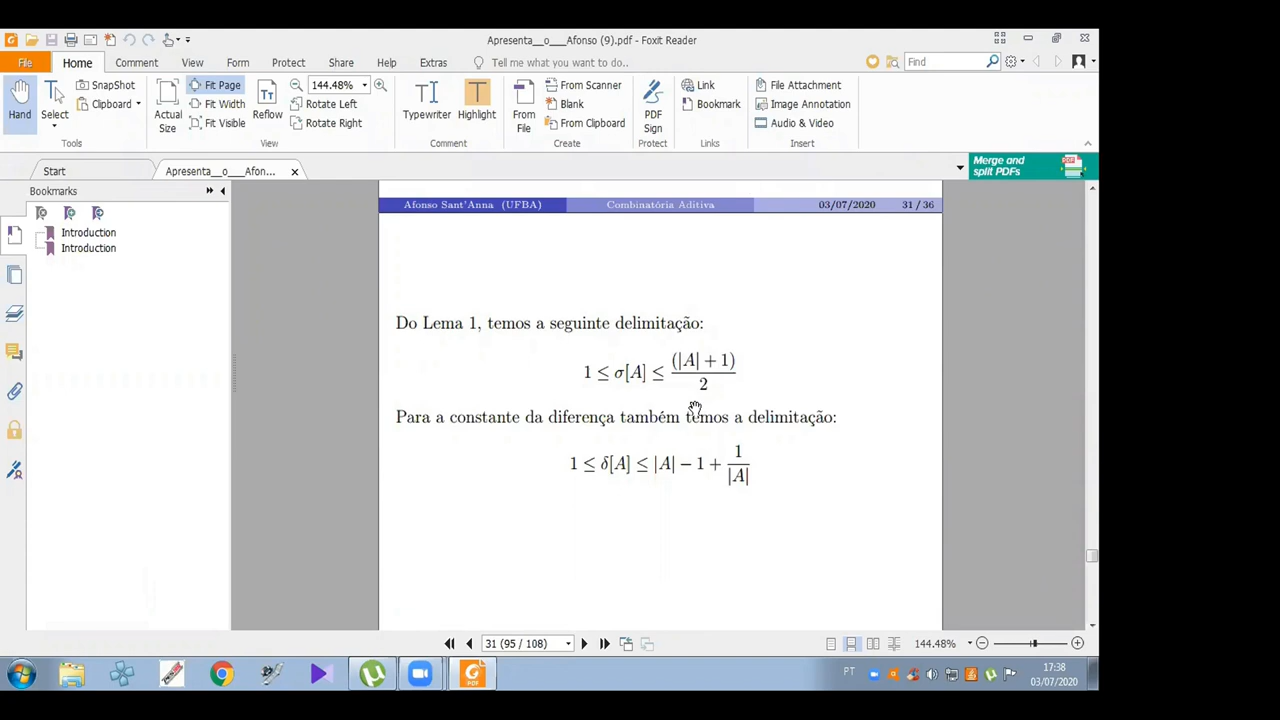 Apresenta__o___Afonso (9).pdf - Foxit Reader
File Home Comment View Form Protect Share Help Extras Tell me what you want to do.. Find
Hand Select SnapShot Clipboard Actual Size Fit Page Fit Width Fit Visible Reflow 144.48% Rotate Left Rotate Right Typewriter Highlight From File From Scanner Blank From Clipboard PDF Sign Link Bookmark File Attachment Image Annotation Audio & Video
Tools View Comment Create Protect Links Insert
Start Apresenta__o___Afon... Merge and split PDFs
Bookmarks
Introduction
Introduction
Afonso Sant'Anna (UFBA) Combinatória Aditiva 03/07/2020 31 / 36
Do Lema 1, temos a seguinte delimitação:
1 ≤ σ[A] ≤ (|A| + 1) / 2
Para a constante da diferença também temos a delimitação:
1 ≤ δ[A] ≤ |A| − 1 + 1 / |A|
31 (95 / 108) 144.48%
PT 17:38
03/07/2020